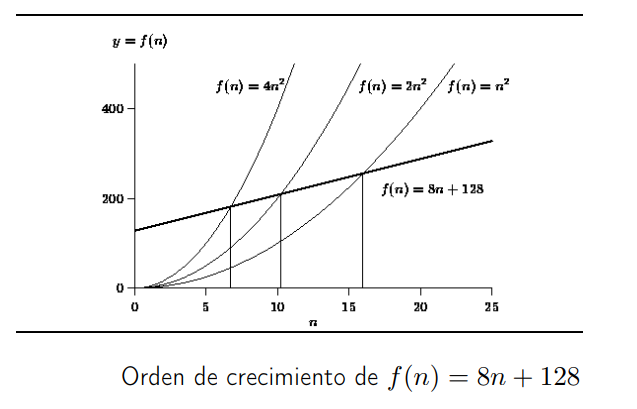 y = f(n)
f(n) = 4n²
f(n) = 2n²
f(n) = n²
400
200
f(n) = 8n + 128
0
0 5 10 15 20 25
n
Orden de crecimiento de f(n) = 8n + 128